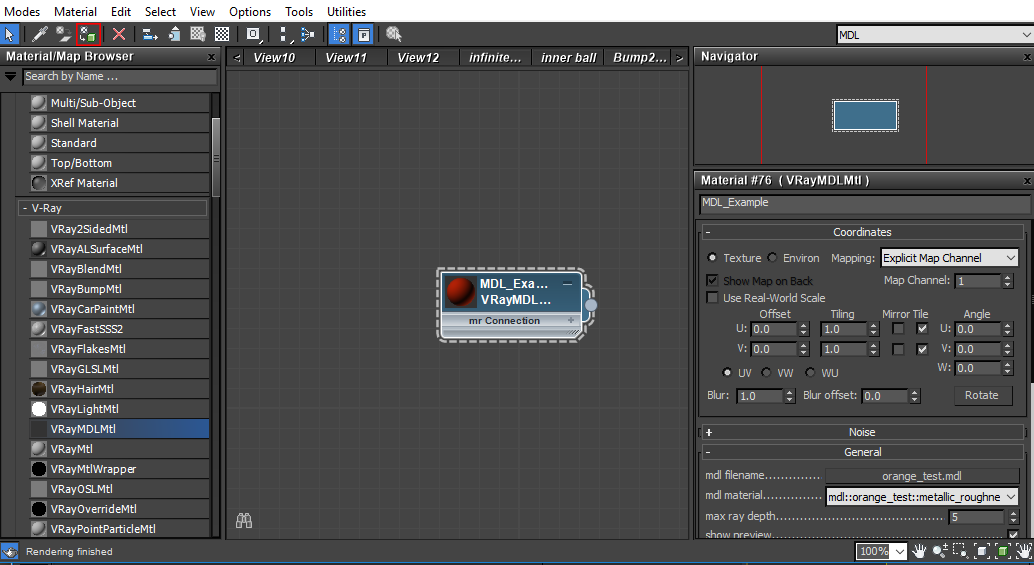 Modes Material Edit Select View Options Tools Utilities
MDL
Material/Map Browser x
Search by Name ...
Multi/Sub-Object
Shell Material
Standard
Top/Bottom
XRef Material
- V-Ray
VRay2SidedMtl
VRayALSurfaceMtl
VRayBlendMtl
VRayBumpMtl
VRayCarPaintMtl
VRayFastSSS2
VRayFlakesMtl
VRayGLSLMtl
VRayHairMtl
VRayLightMtl
VRayMDLMtl
VRayMtl
VRayMtlWrapper
VRayOSLMtl
VRayOverrideMtl
VRayPointParticleMtl
< View10 View11 View12 infinite... inner ball Bump2... >
MDL_Exa... –
VRayMDL...
mr Connection +
Navigator x
Material #76 ( VRayMDLMtl ) x
MDL_Example
- Coordinates
Texture Environ Mapping: Explicit Map Channel
Show Map on Back Map Channel: 1
Use Real-World Scale
Offset Tiling Mirror Tile Angle
U: 0.0 1.0 U: 0.0
V: 0.0 1.0 V: 0.0
W: 0.0
UV VW WU
Blur: 1.0 Blur offset: 0.0 Rotate
+ Noise
- General
mdl filename.............. orange_test.mdl
mdl material.............. mdl::orange_test::metallic_roughne
max ray depth.......................................... 5
show preview
Rendering finished
100%